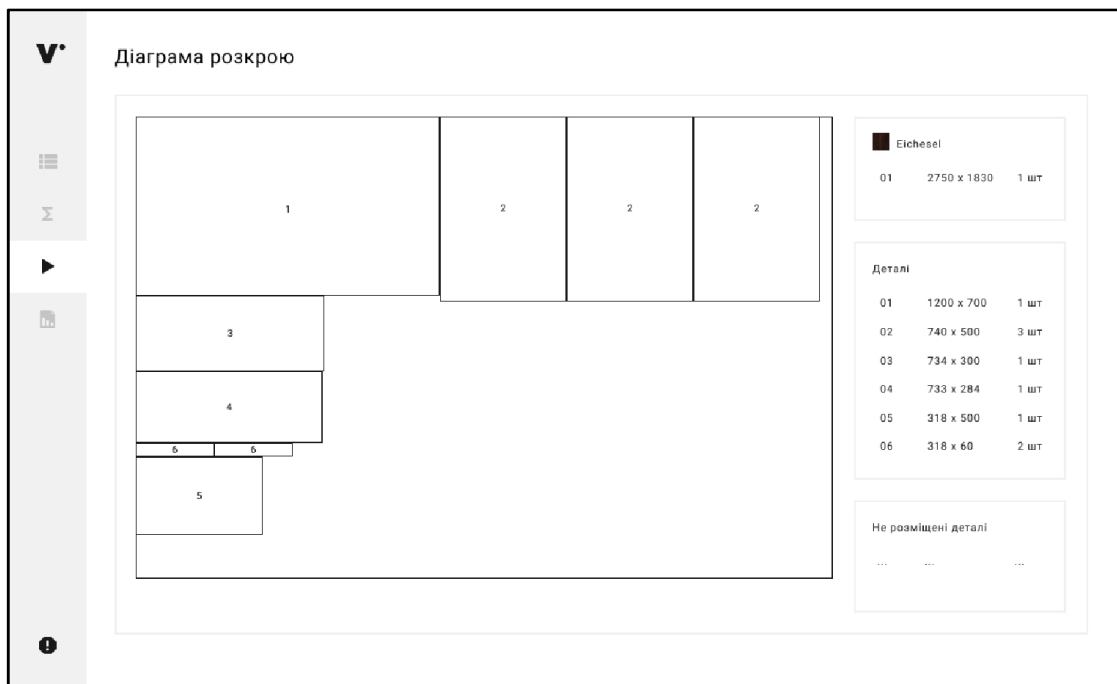 V
Діаграма розкрою
1
2
2
2
3
4
6
6
5
Eichesel
01 2750 x 1830 1 шт
Деталі
01 1200 x 700 1 шт
02 740 x 500 3 шт
03 734 x 300 1 шт
04 733 x 284 1 шт
05 318 x 500 1 шт
06 318 x 60 2 шт
Не розміщені деталі
... ... ...